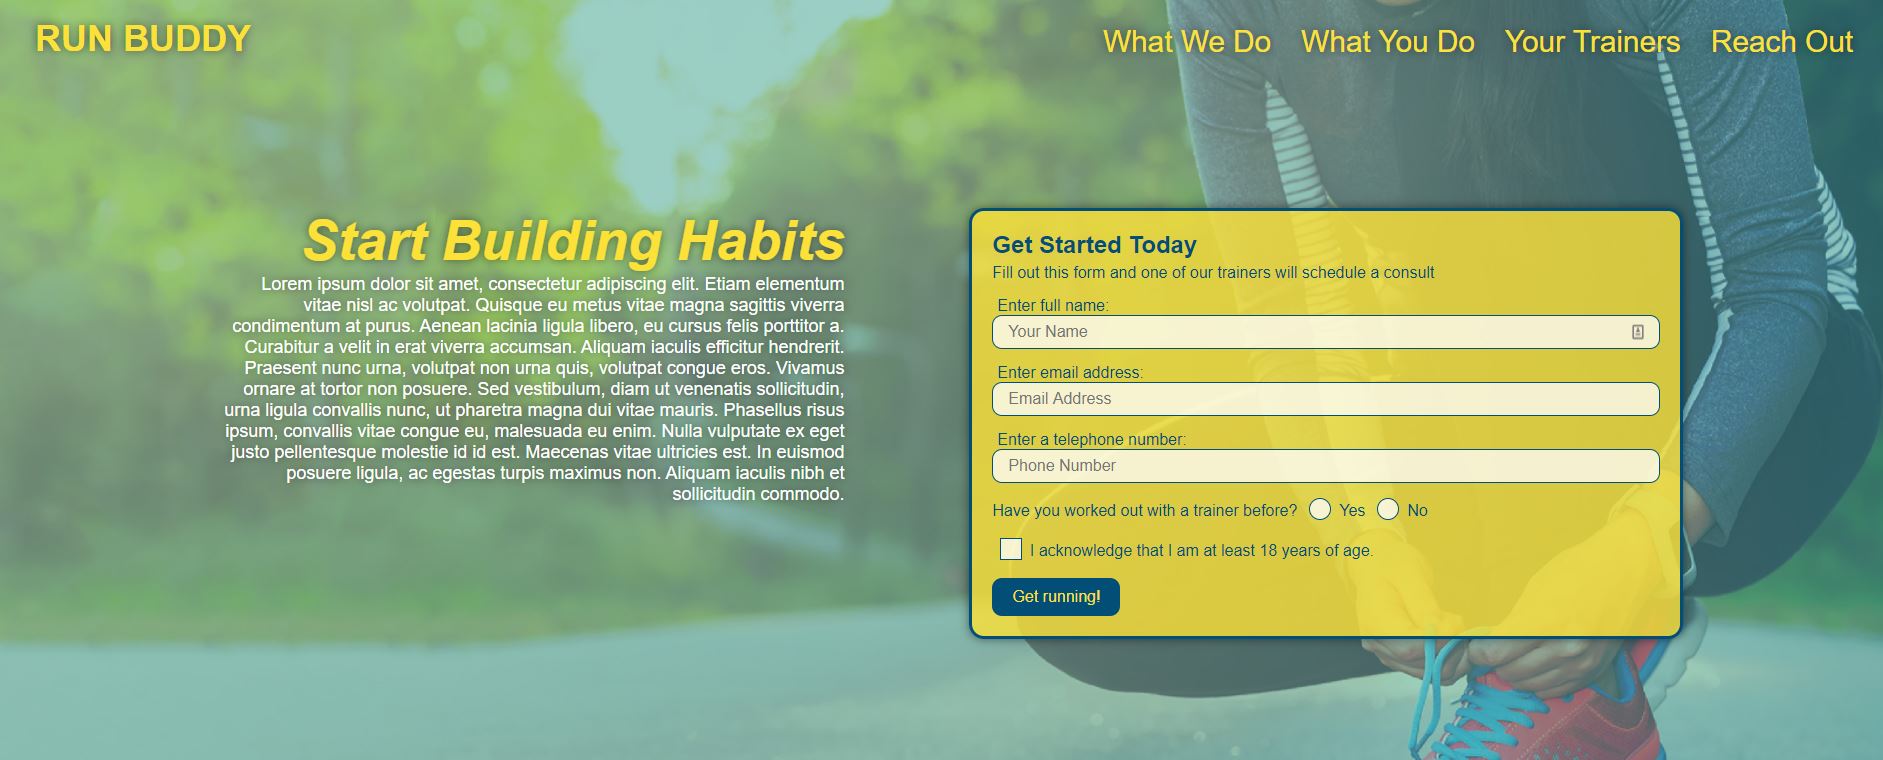 RUN BUDDY
What We Do What You Do Your Trainers Reach Out
Start Building Habits
Lorem ipsum dolor sit amet, consectetur adipiscing elit. Etiam elementum
vitae nisl ac volutpat. Quisque eu metus vitae magna sagittis viverra
condimentum at purus. Aenean lacinia ligula libero, eu cursus felis porttitor a.
Curabitur a velit in erat viverra accumsan. Aliquam iaculis efficitur hendrerit.
Praesent nunc urna, volutpat non urna quis, volutpat congue eros. Vivamus
ornare at tortor non posuere. Sed vestibulum, diam ut venenatis sollicitudin,
urna ligula convallis nunc, ut pharetra magna dui vitae mauris. Phasellus risus
ipsum, convallis vitae congue eu, malesuada eu enim. Nulla vulputate ex eget
justo pellentesque molestie id id est. Maecenas vitae ultricies est. In euismod
posuere ligula, ac egestas turpis maximus non. Aliquam iaculis nibh et
sollicitudin commodo.
Get Started Today
Fill out this form and one of our trainers will schedule a consult
Enter full name:
Your Name
Enter email address:
Email Address
Enter a telephone number:
Phone Number
Have you worked out with a trainer before? Yes No
I acknowledge that I am at least 18 years of age.
Get running!